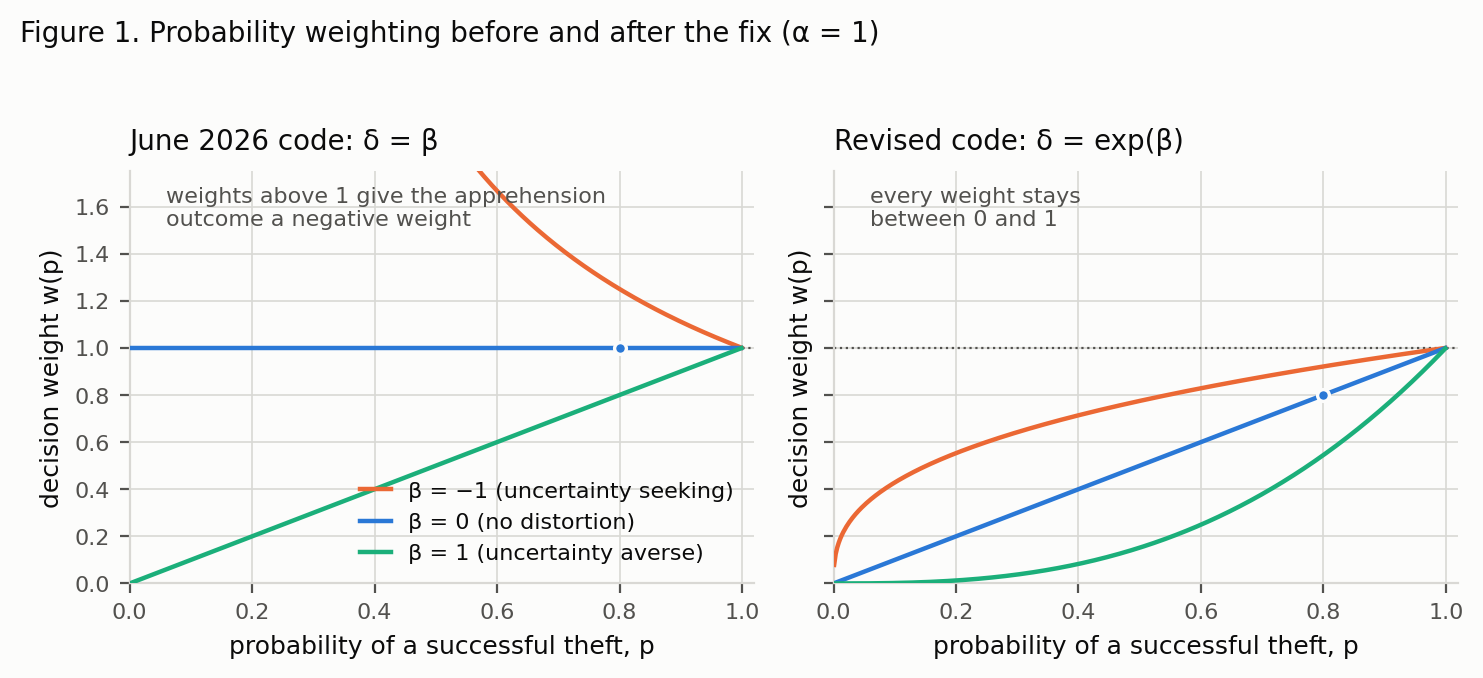 Figure 1. Probability weighting before and after the fix (α = 1)
June 2026 code: δ = β
weights above 1 give the apprehension
outcome a negative weight
decision weight w(p)
1.6
1.4
1.2
1.0
0.8
0.6
0.4
0.2
0.0
β = −1 (uncertainty seeking)
β = 0 (no distortion)
β = 1 (uncertainty averse)
0.0 0.2 0.4 0.6 0.8 1.0
probability of a successful theft, p
Revised code: δ = exp(β)
every weight stays
between 0 and 1
decision weight w(p)
0.0 0.2 0.4 0.6 0.8 1.0
probability of a successful theft, p